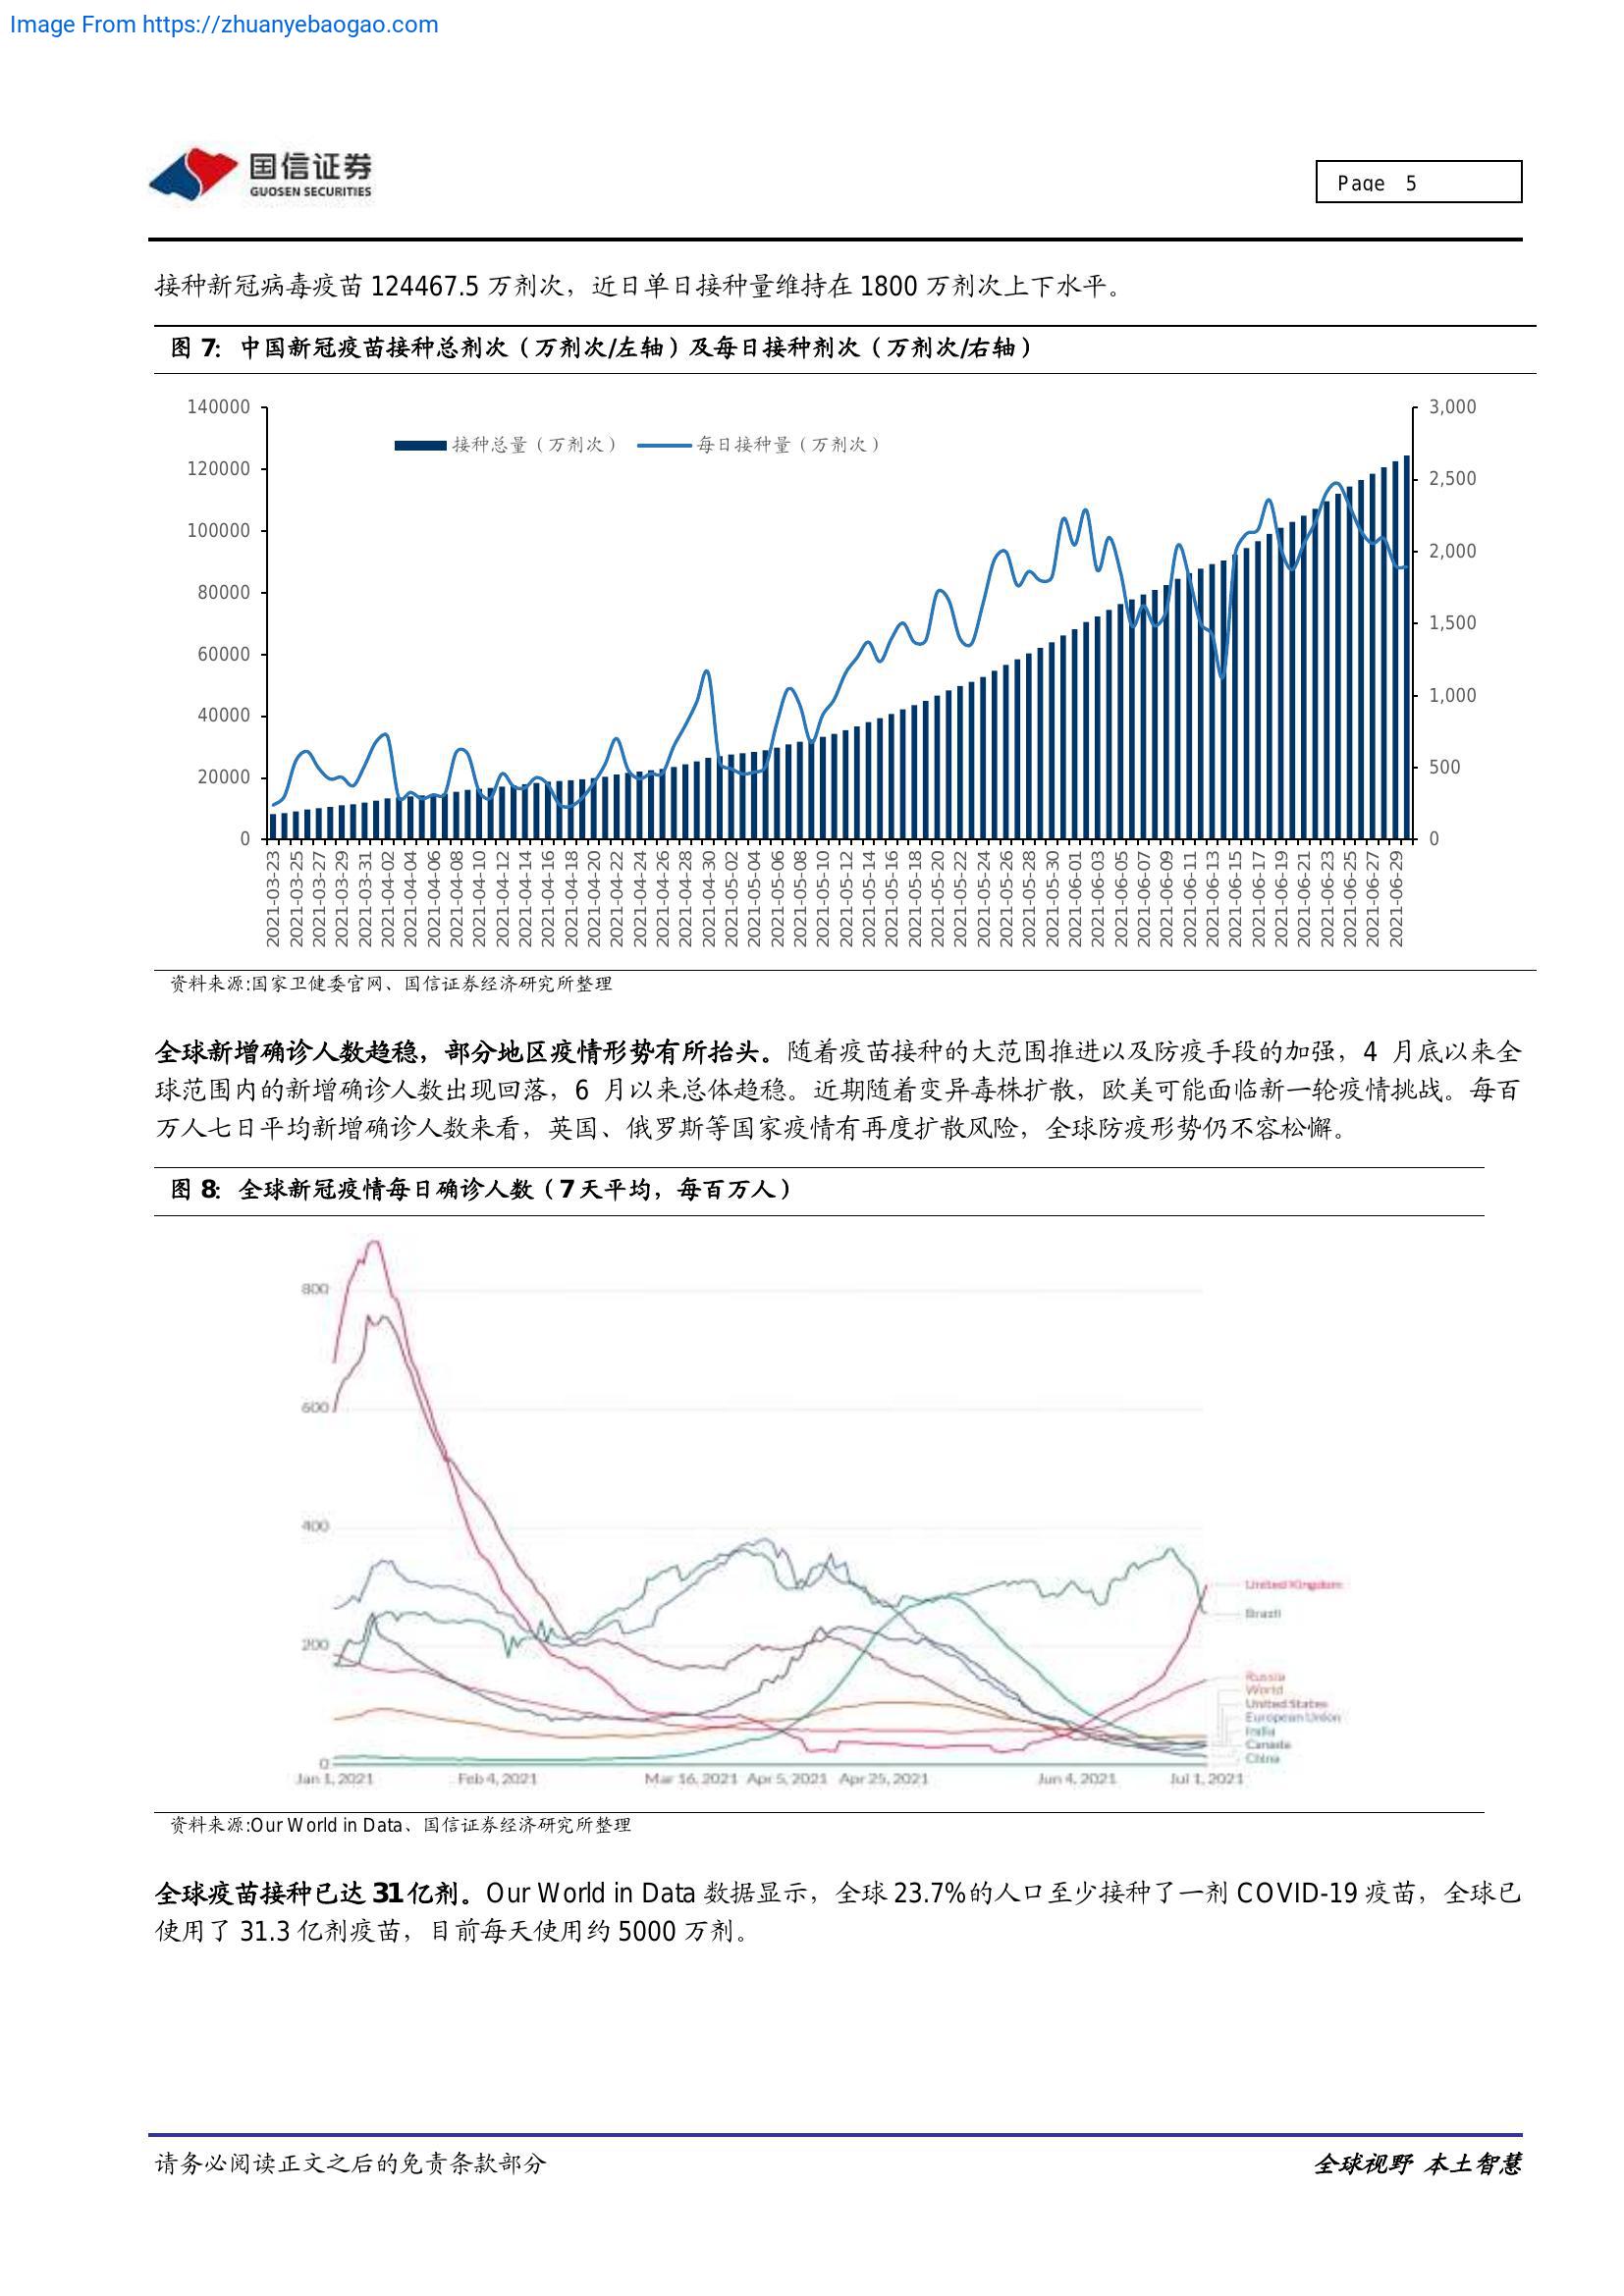 Image From https://zhuanyebaogao.com
国信证券
GUOSEN SECURITIES
Page 5
接种新冠病毒疫苗 124467.5 万剂次，近日单日接种量维持在 1800 万剂次上下水平。
图 7：中国新冠疫苗接种总剂次（万剂次/左轴）及每日接种剂次（万剂次/右轴）
140000
120000
100000
80000
60000
40000
20000
0
接种总量（万剂次） 每日接种量（万剂次）
3,000
2,500
2,000
1,500
1,000
500
0
2021-03-23
2021-03-25
2021-03-27
2021-03-29
2021-03-31
2021-04-02
2021-04-04
2021-04-06
2021-04-08
2021-04-10
2021-04-12
2021-04-14
2021-04-16
2021-04-18
2021-04-20
2021-04-22
2021-04-24
2021-04-26
2021-04-28
2021-04-30
2021-05-02
2021-05-04
2021-05-06
2021-05-08
2021-05-10
2021-05-12
2021-05-14
2021-05-16
2021-05-18
2021-05-20
2021-05-22
2021-05-24
2021-05-26
2021-05-28
2021-05-30
2021-06-01
2021-06-03
2021-06-05
2021-06-07
2021-06-09
2021-06-11
2021-06-13
2021-06-15
2021-06-17
2021-06-19
2021-06-21
2021-06-23
2021-06-25
2021-06-27
2021-06-29
资料来源:国家卫健委官网、国信证券经济研究所整理
全球新增确诊人数趋稳，部分地区疫情形势有所抬头。随着疫苗接种的大范围推进以及防疫手段的加强，4 月底以来全
球范围内的新增确诊人数出现回落，6 月以来总体趋稳。近期随着变异毒株扩散，欧美可能面临新一轮疫情挑战。每百
万人七日平均新增确诊人数来看，英国、俄罗斯等国家疫情有再度扩散风险，全球防疫形势仍不容松懈。
图 8：全球新冠疫情每日确诊人数（7 天平均，每百万人）
800
600
400
200
0
Jan 1, 2021 Feb 4, 2021 Mar 16, 2021 Apr 5, 2021 Apr 25, 2021 Jun 4, 2021 Jul 1, 2021
United Kingdom
Brazil
Russia
World
United States
European Union
India
Canada
China
资料来源:Our World in Data、国信证券经济研究所整理
全球疫苗接种已达 31 亿剂。Our World in Data 数据显示，全球 23.7%的人口至少接种了一剂 COVID-19 疫苗，全球已
使用了 31.3 亿剂疫苗，目前每天使用约 5000 万剂。
请务必阅读正文之后的免责条款部分
全球视野 本土智慧